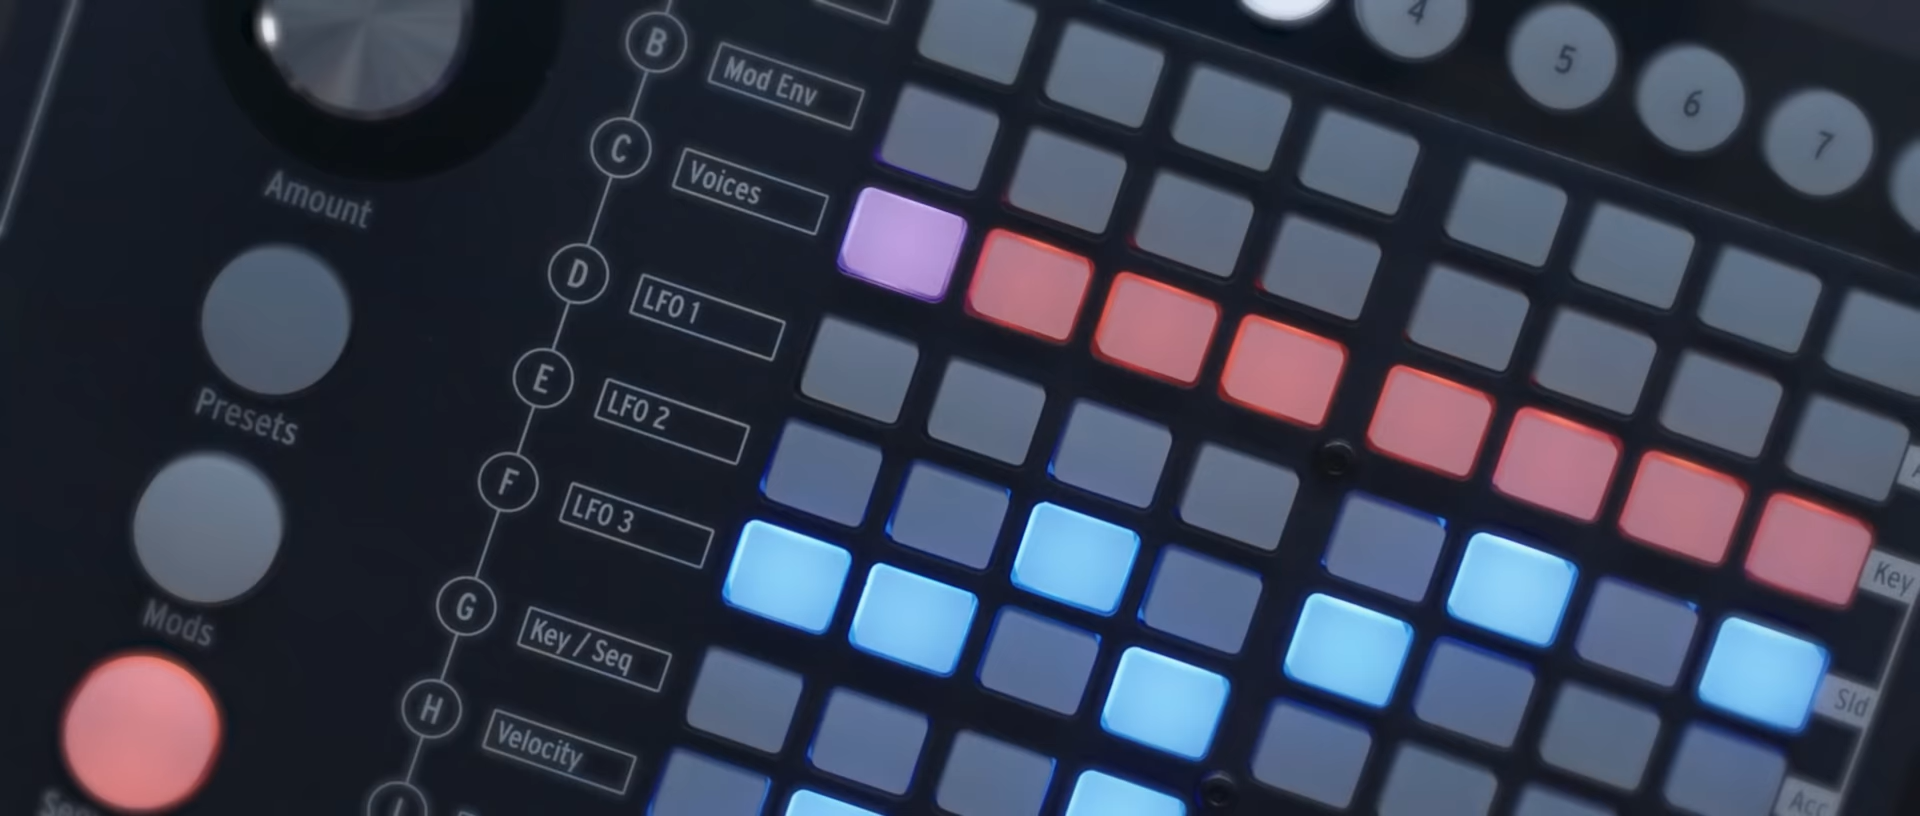 4
5
6
7
B
Mod Env
C
Voices
Amount
D
LFO 1
E
LFO 2
Presets
F
LFO 3
Key
G
Key / Seq
Mods
Sld
H
Velocity
Acc
I